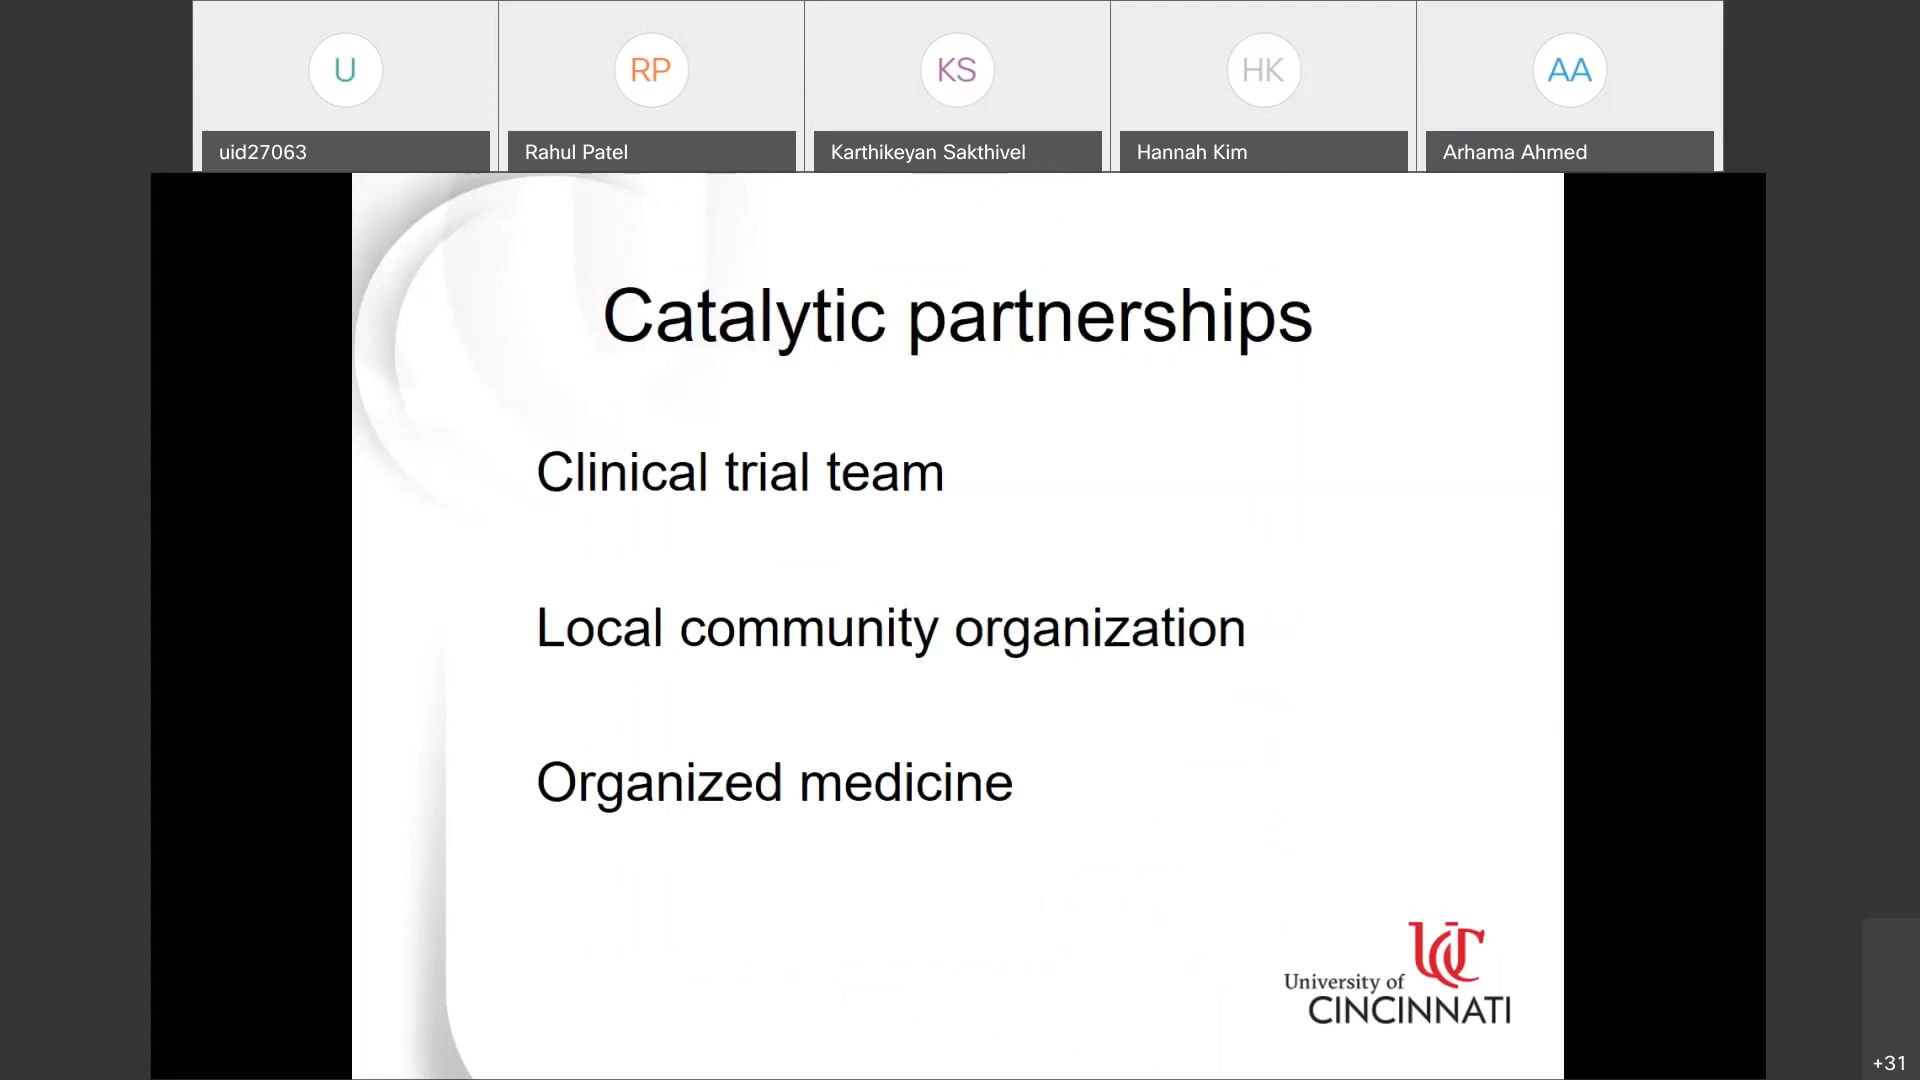 U
RP
KS
HK
AA
uid27063
Rahul Patel
Karthikeyan Sakthivel
Hannah Kim
Arhama Ahmed
Catalytic partnerships
Clinical trial team
Local community organization
Organized medicine
UC
University of
CINCINNATI
+31